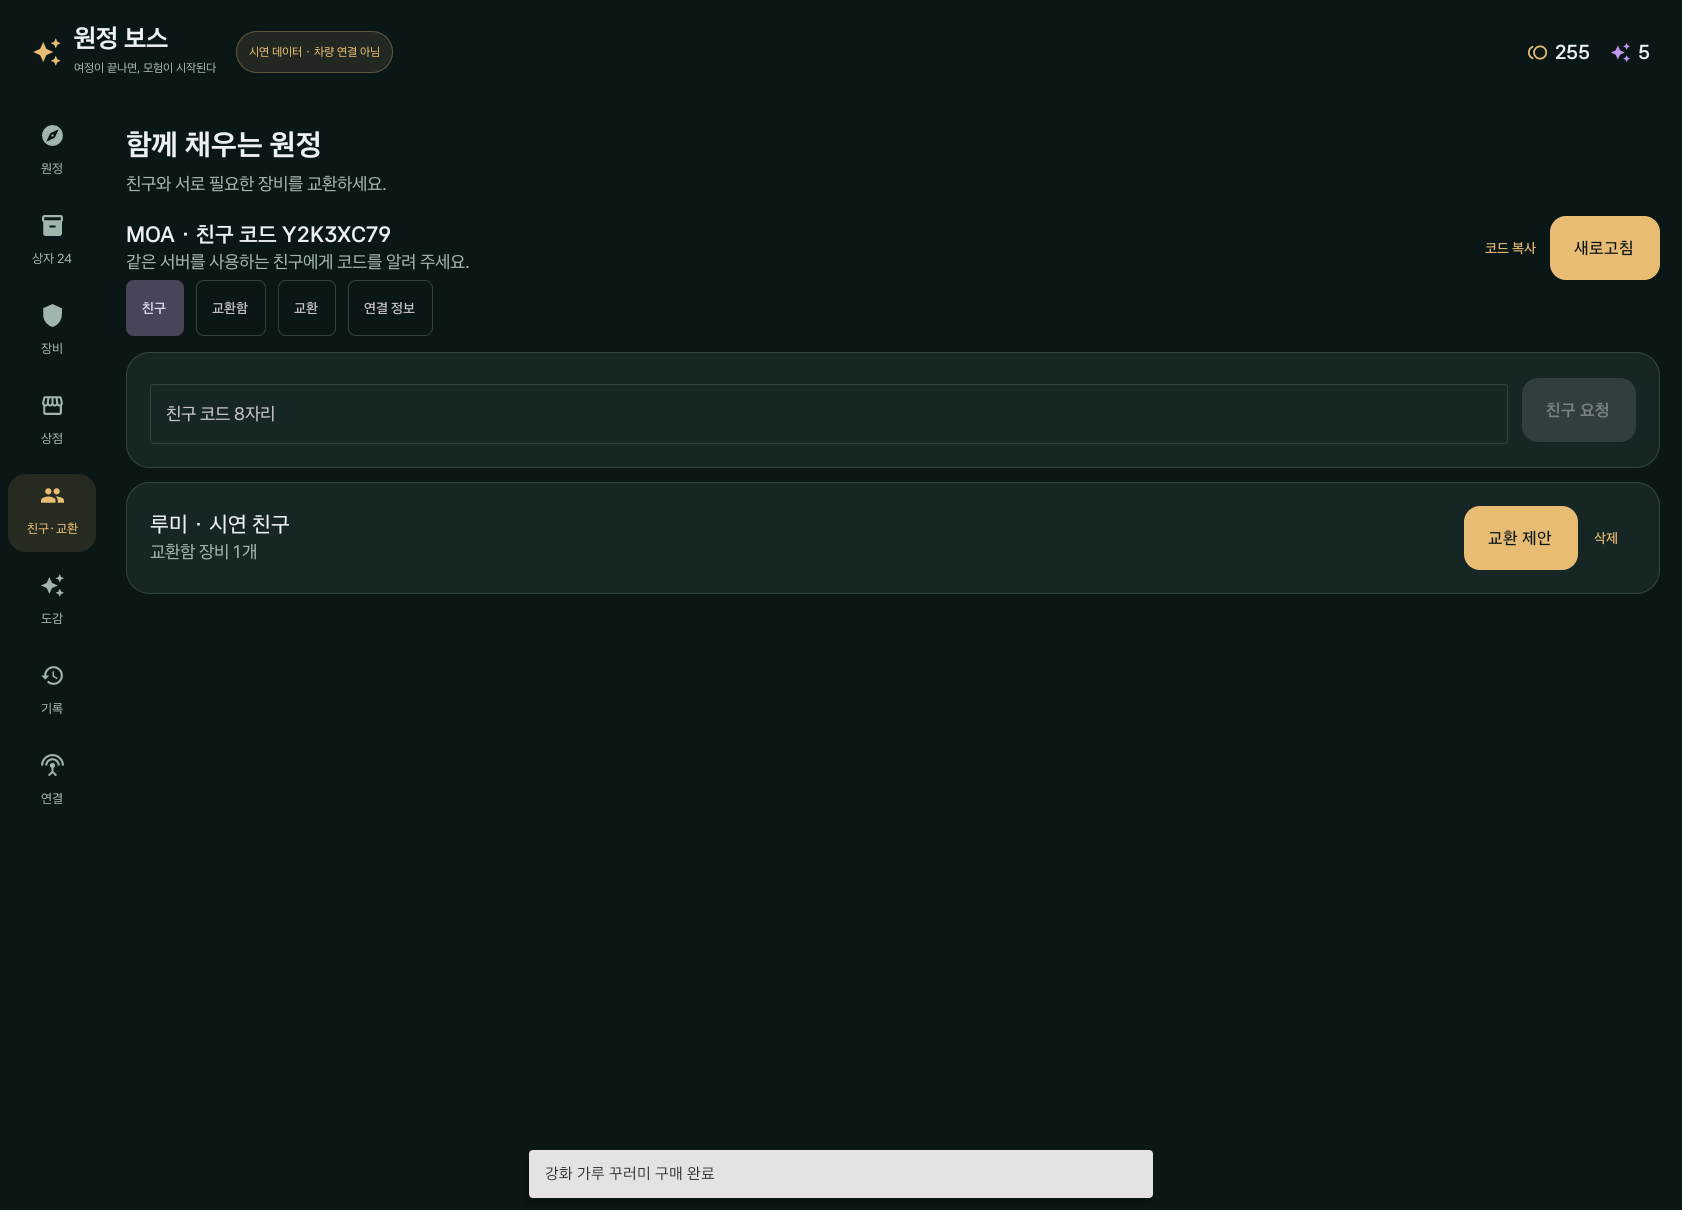 원정 보스
여정이 끝나면, 모험이 시작된다
시연 데이터 · 차량 연결 아님
255
5
원정
상자 24
장비
상점
친구·교환
도감
기록
연결
함께 채우는 원정
친구와 서로 필요한 장비를 교환하세요.
MOA · 친구 코드 Y2K3XC79
같은 서버를 사용하는 친구에게 코드를 알려 주세요.
코드 복사
새로고침
친구
교환함
교환
연결 정보
친구 코드 8자리
친구 요청
루미 · 시연 친구
교환함 장비 1개
교환 제안
삭제
강화 가루 꾸러미 구매 완료